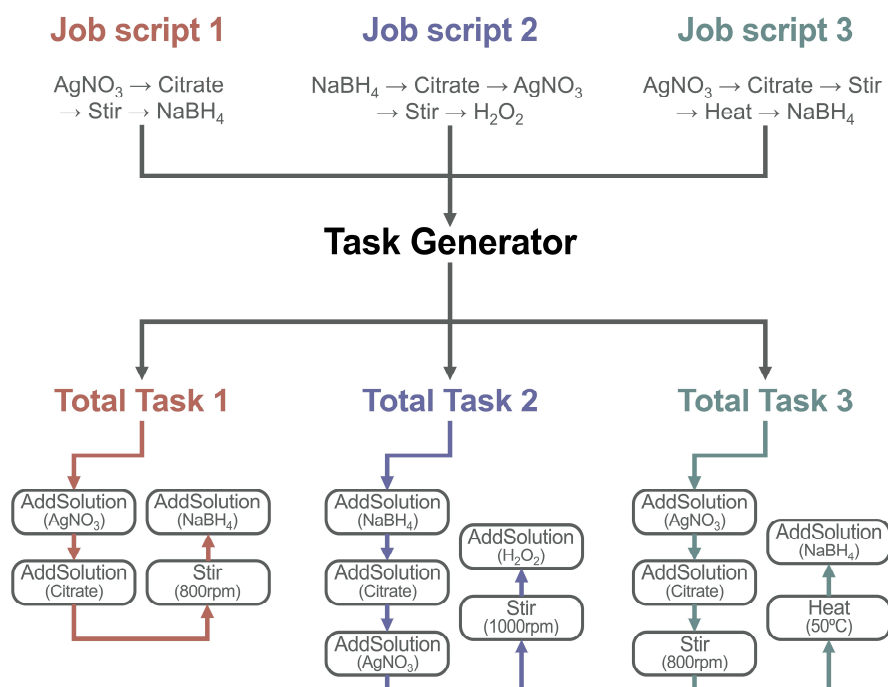 Job script 1
AgNO₃ → Citrate
→ Stir → NaBH₄
Job script 2
NaBH₄ → Citrate → AgNO₃
→ Stir → H₂O₂
Job script 3
AgNO₃ → Citrate → Stir
→ Heat → NaBH₄
Task Generator
Total Task 1
AddSolution
(AgNO₃)
AddSolution
(Citrate)
Stir
(800rpm)
AddSolution
(NaBH₄)
Total Task 2
AddSolution
(NaBH₄)
AddSolution
(Citrate)
AddSolution
(AgNO₃)
Stir
(1000rpm)
AddSolution
(H₂O₂)
Total Task 3
AddSolution
(AgNO₃)
AddSolution
(Citrate)
Stir
(800rpm)
Heat
(50ºC)
AddSolution
(NaBH₄)